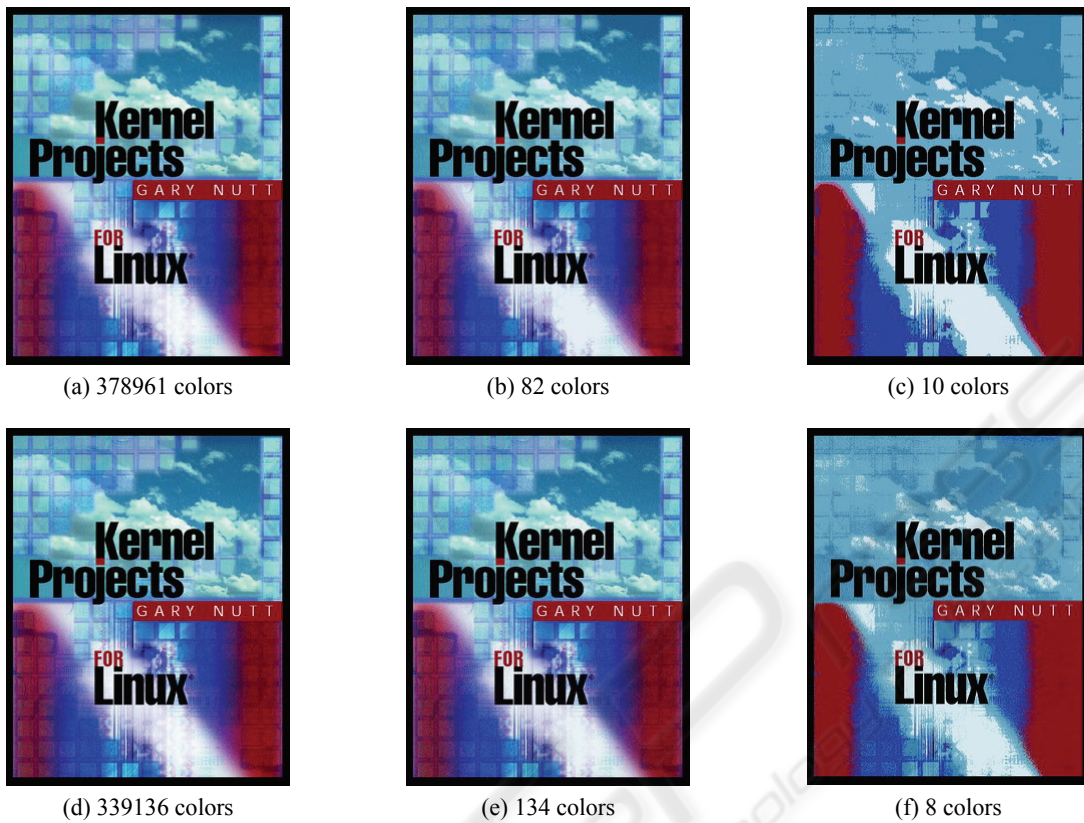 Kernel
Projects
GARY NUTT
FOR
Linux
Kernel
Projects
GARY NUTT
FOR
Linux
Kernel
Projects
GARY NUTT
FOR
Linux
(a) 378961 colors
(b) 82 colors
(c) 10 colors
Kernel
Projects
GARY NUTT
FOR
Linux
Kernel
Projects
GARY NUTT
FOR
Linux
Kernel
Projects
GARY NUTT
FOR
Linux
(d) 339136 colors
(e) 134 colors
(f) 8 colors